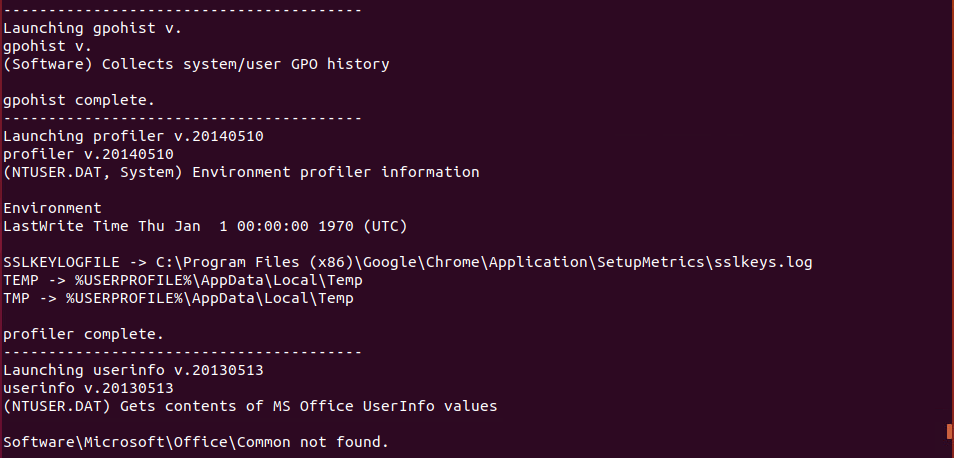 ----------------------------------------
Launching gpohist v.
gpohist v.
(Software) Collects system/user GPO history

gpohist complete.
----------------------------------------
Launching profiler v.20140510
profiler v.20140510
(NTUSER.DAT, System) Environment profiler information

Environment
LastWrite Time Thu Jan  1 00:00:00 1970 (UTC)

SSLKEYLOGFILE -> C:\Program Files (x86)\Google\Chrome\Application\SetupMetrics\sslkeys.log
TEMP -> %USERPROFILE%\AppData\Local\Temp
TMP -> %USERPROFILE%\AppData\Local\Temp

profiler complete.
----------------------------------------
Launching userinfo v.20130513
userinfo v.20130513
(NTUSER.DAT) Gets contents of MS Office UserInfo values

Software\Microsoft\Office\Common not found.